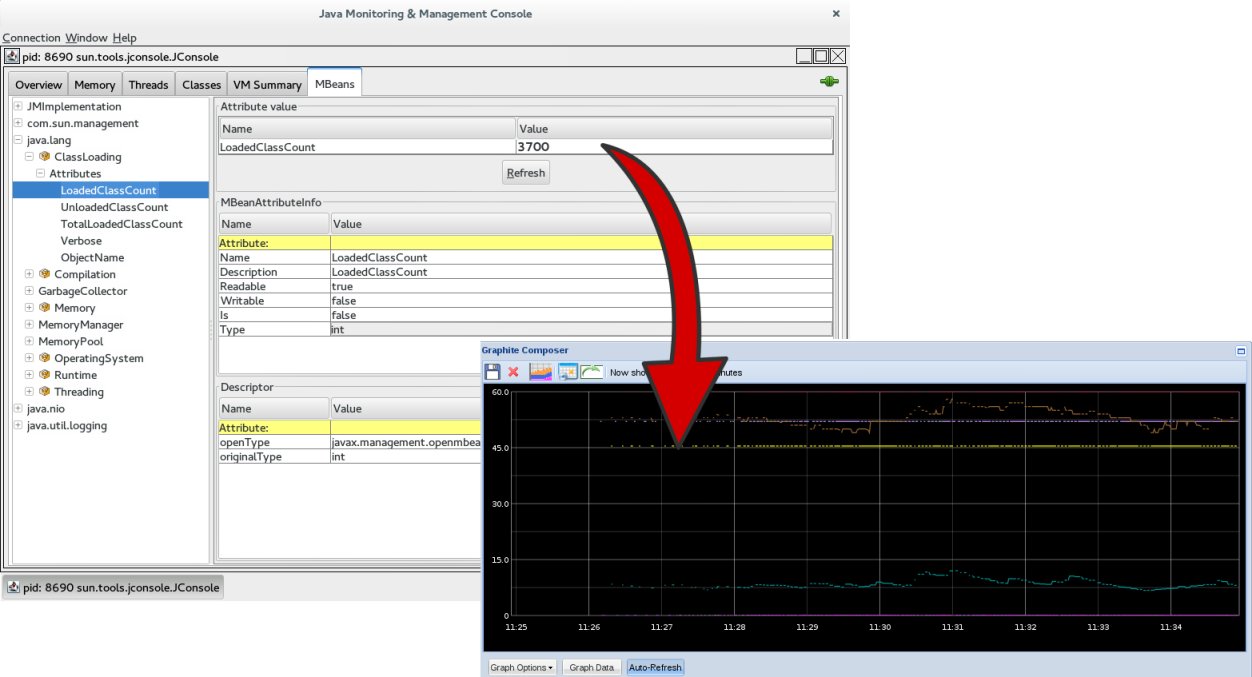 Java Monitoring & Management Console
Connection Window Help
pid: 8690 sun.tools.jconsole.JConsole
Overview Memory Threads Classes VM Summary MBeans
JMImplementation
com.sun.management
java.lang
ClassLoading
Attributes
LoadedClassCount
UnloadedClassCount
TotalLoadedClassCount
Verbose
ObjectName
Compilation
GarbageCollector
Memory
MemoryManager
MemoryPool
OperatingSystem
Runtime
Threading
java.nio
java.util.logging
Attribute value
Name Value
LoadedClassCount 3700
Refresh
MBeanAttributeInfo
Name Value
Attribute:
Name LoadedClassCount
Description LoadedClassCount
Readable true
Writable false
Is false
Type int
Descriptor
Name Value
Attribute:
openType javax.management.openmbea
originalType int
pid: 8690 sun.tools.jconsole.JConsole
Graphite Composer
Now
60.0
45.0
30.0
15.0
0
11:25 11:26 11:27 11:28 11:29 11:30 11:31 11:32 11:33 11:34
Graph Options Graph Data Auto-Refresh